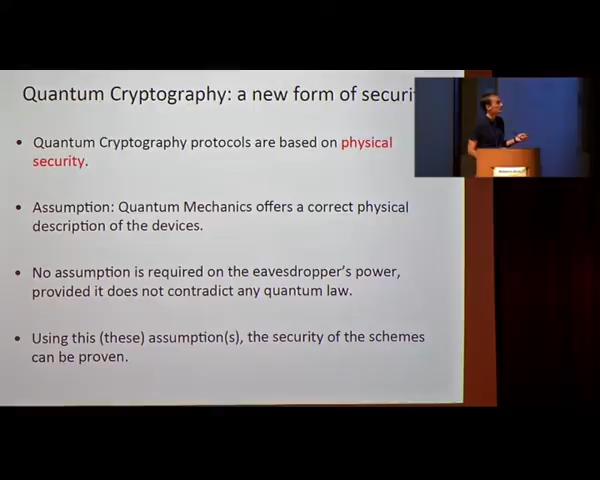 Quantum Cryptography: a new form of securi
• Quantum Cryptography protocols are based on physical
security.
• Assumption: Quantum Mechanics offers a correct physical
description of the devices.
• No assumption is required on the eavesdropper's power,
provided it does not contradict any quantum law.
• Using this (these) assumption(s), the security of the schemes
can be proven.